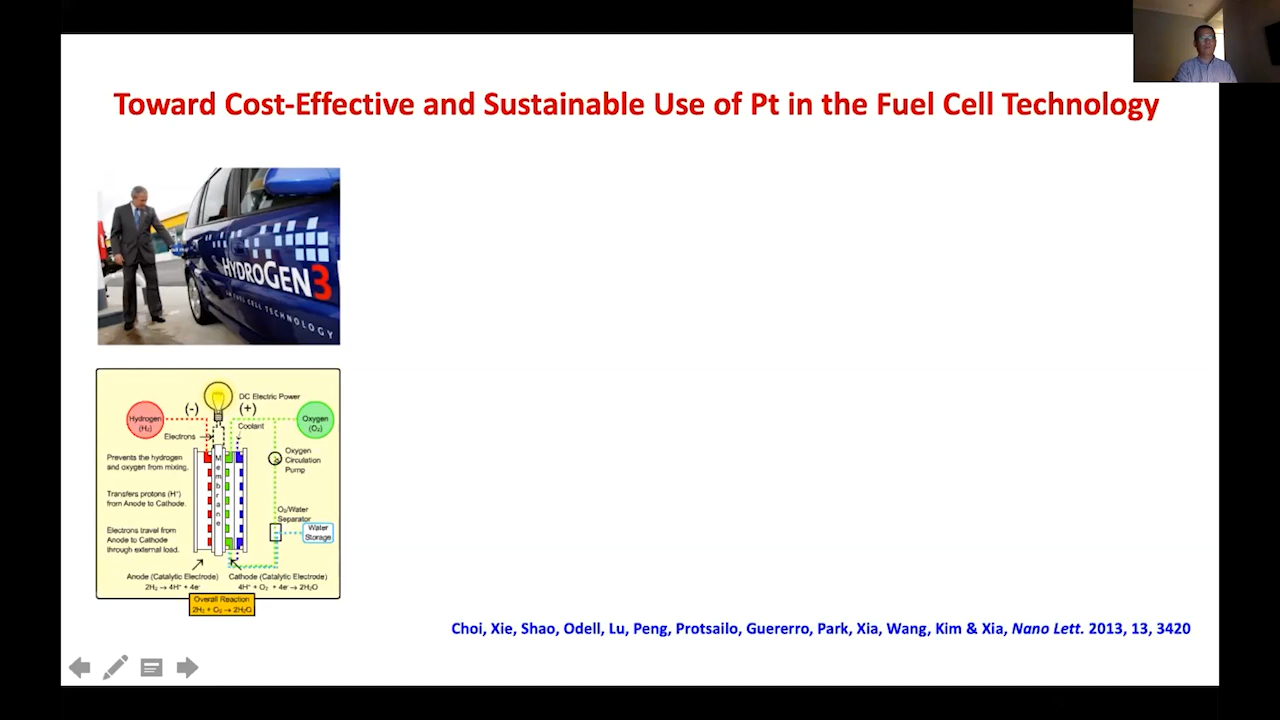 Toward Cost-Effective and Sustainable Use of Pt in the Fuel Cell Technology
HYDROGEN3
FUEL CELL TECHNOLOGY
DC Electric Power
(-)
(+)
Hydrogen
(H₂)
Oxygen
(O₂)
Coolant
Electrons
Prevents the hydrogen
and oxygen from mixing.
Oxygen
Circulation
Pump
Membrane
Transfers protons (H⁺)
from Anode to Cathode.
O₂/Water
Separator
Water
Storage
Electrons travel from
Anode to Cathode
through external load.
Anode (Catalytic Electrode)
2H₂ → 4H⁺ + 4e⁻
Cathode (Catalytic Electrode)
4H⁺ + O₂ + 4e → 2H₂O
Overall Reaction
2H₂ + O₂ → 2H₂O
Choi, Xie, Shao, Odell, Lu, Peng, Protsailo, Guererro, Park, Xia, Wang, Kim & Xia, Nano Lett. 2013, 13, 3420